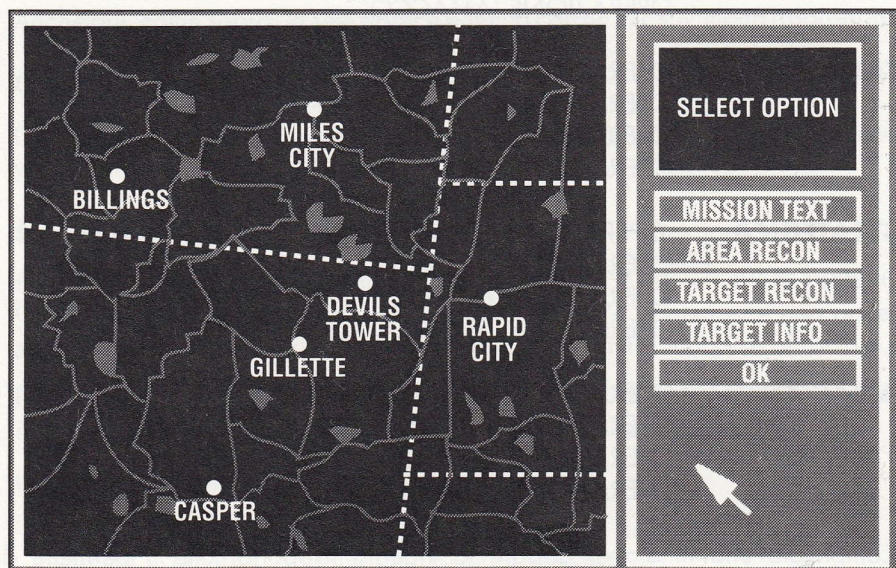 MILES
CITY
BILLINGS
DEVILS
TOWER
RAPID
CITY
GILLETTE
CASPER
SELECT OPTION
MISSION TEXT
AREA RECON
TARGET RECON
TARGET INFO
OK